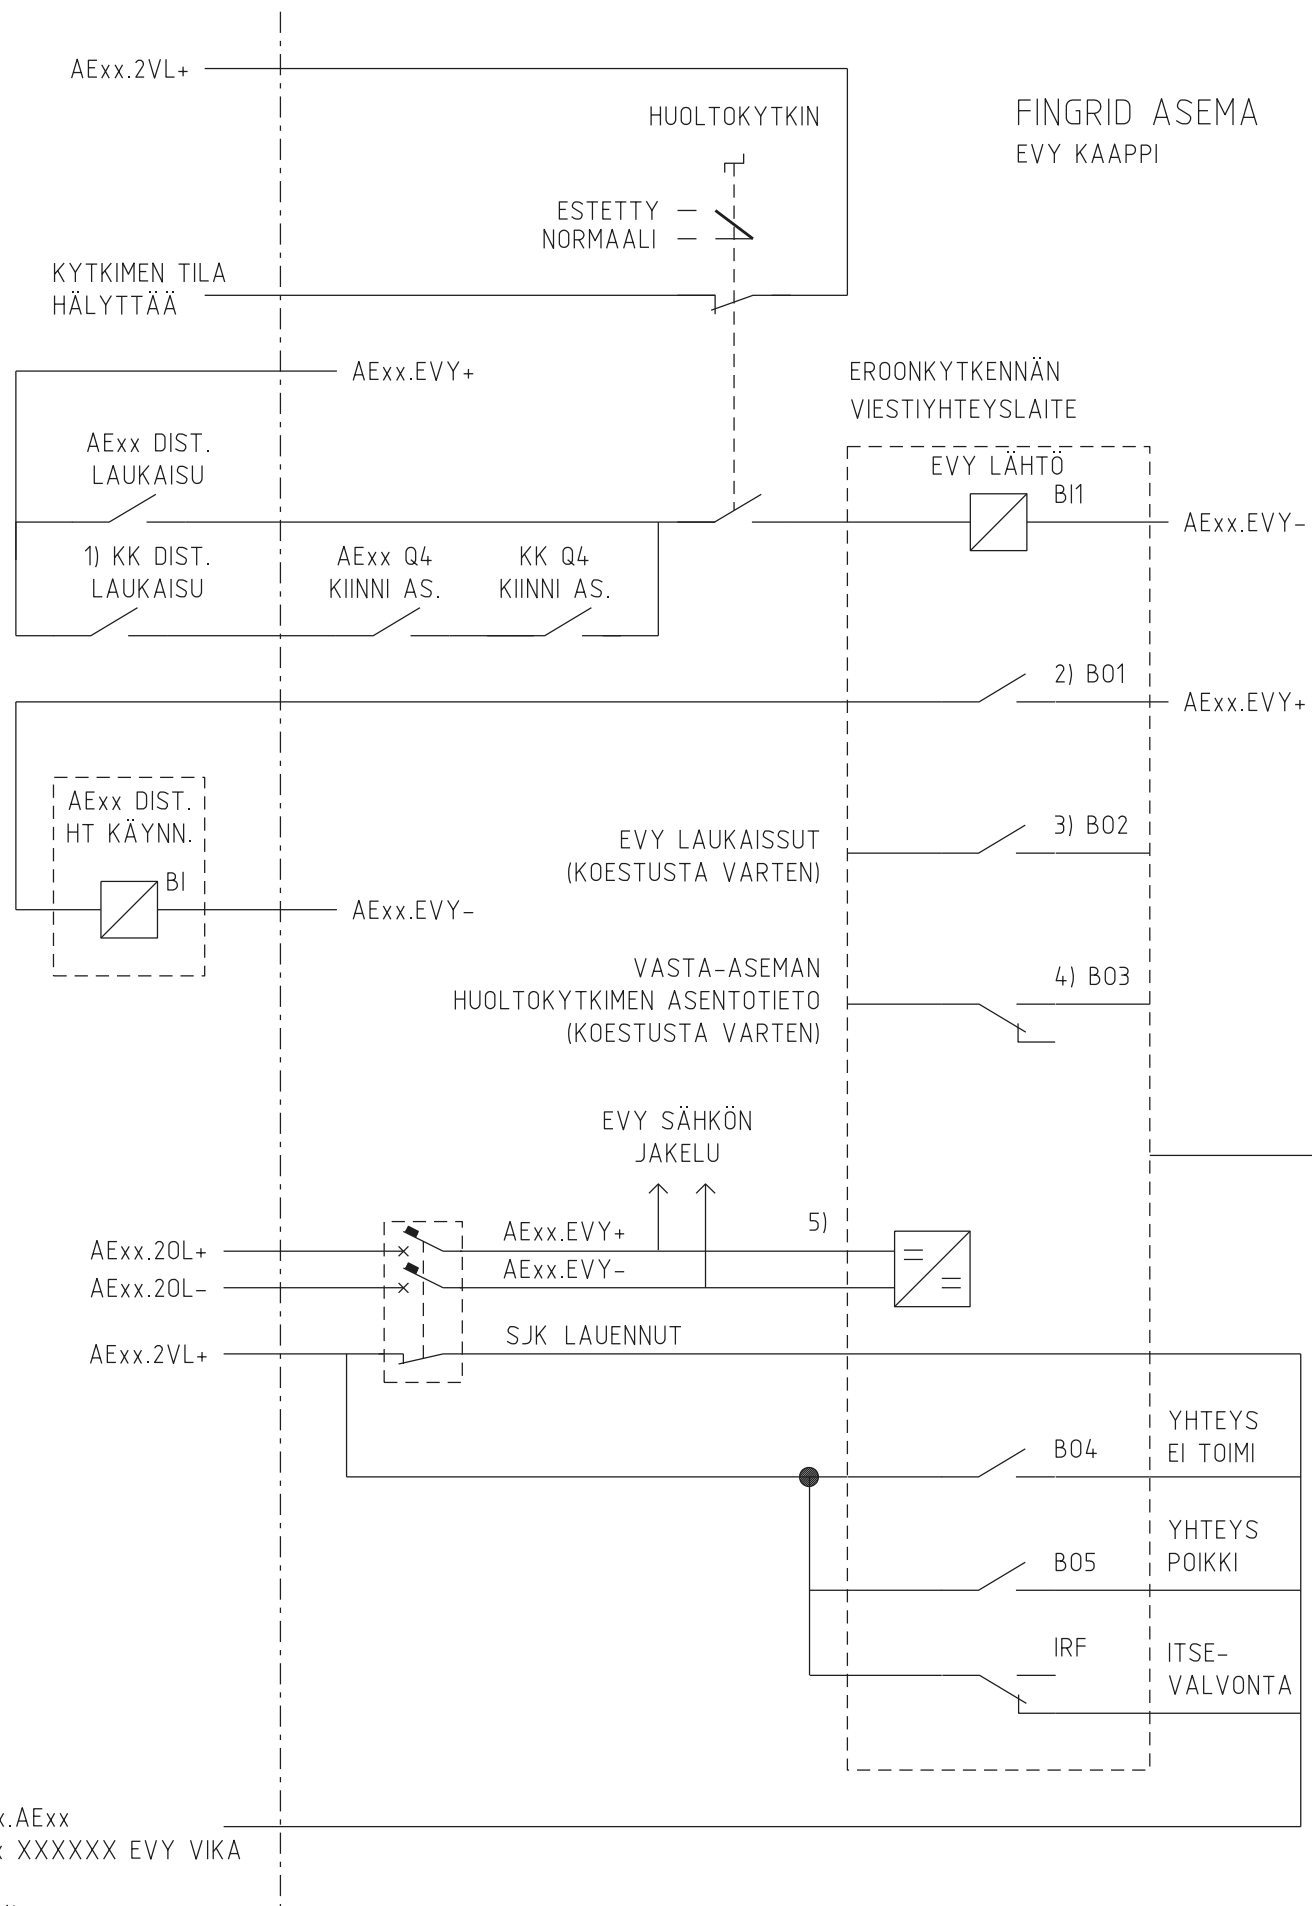 AExx.2VL+
HUOLTOKYTKIN
FINGRID ASEMA
EVY KAAPPI
ESTETTY
NORMAALI
KYTKIMEN TILA
HÄLYTTÄÄ
AExx.EVY+
EROONKYTKENNÄN
VIESTIYHTEYSLAITE
AExx DIST.
LAUKAISU
EVY LÄHTÖ
BI1
AExx.EVY-
1) KK DIST.
LAUKAISU
AExx Q4
KIINNI AS.
KK Q4
KIINNI AS.
2) BO1
AExx.EVY+
AExx DIST.
HT KÄYNN.
BI
AExx.EVY-
EVY LAUKAISSUT
(KOESTUSTA VARTEN)
3) BO2
VASTA-ASEMAN
HUOLTOKYTKIMEN ASENTOTIETO
(KOESTUSTA VARTEN)
4) BO3
EVY SÄHKÖN
JAKELU
5)
AExx.20L+
AExx.EVY+
AExx.20L-
AExx.EVY-
AExx.2VL+
SJK LAUENNUT
BO4
YHTEYS
EI TOIMI
BO5
YHTEYS
POIKKI
IRF
ITSE-
VALVONTA
x.AExx
x XXXXXX EVY VIKA